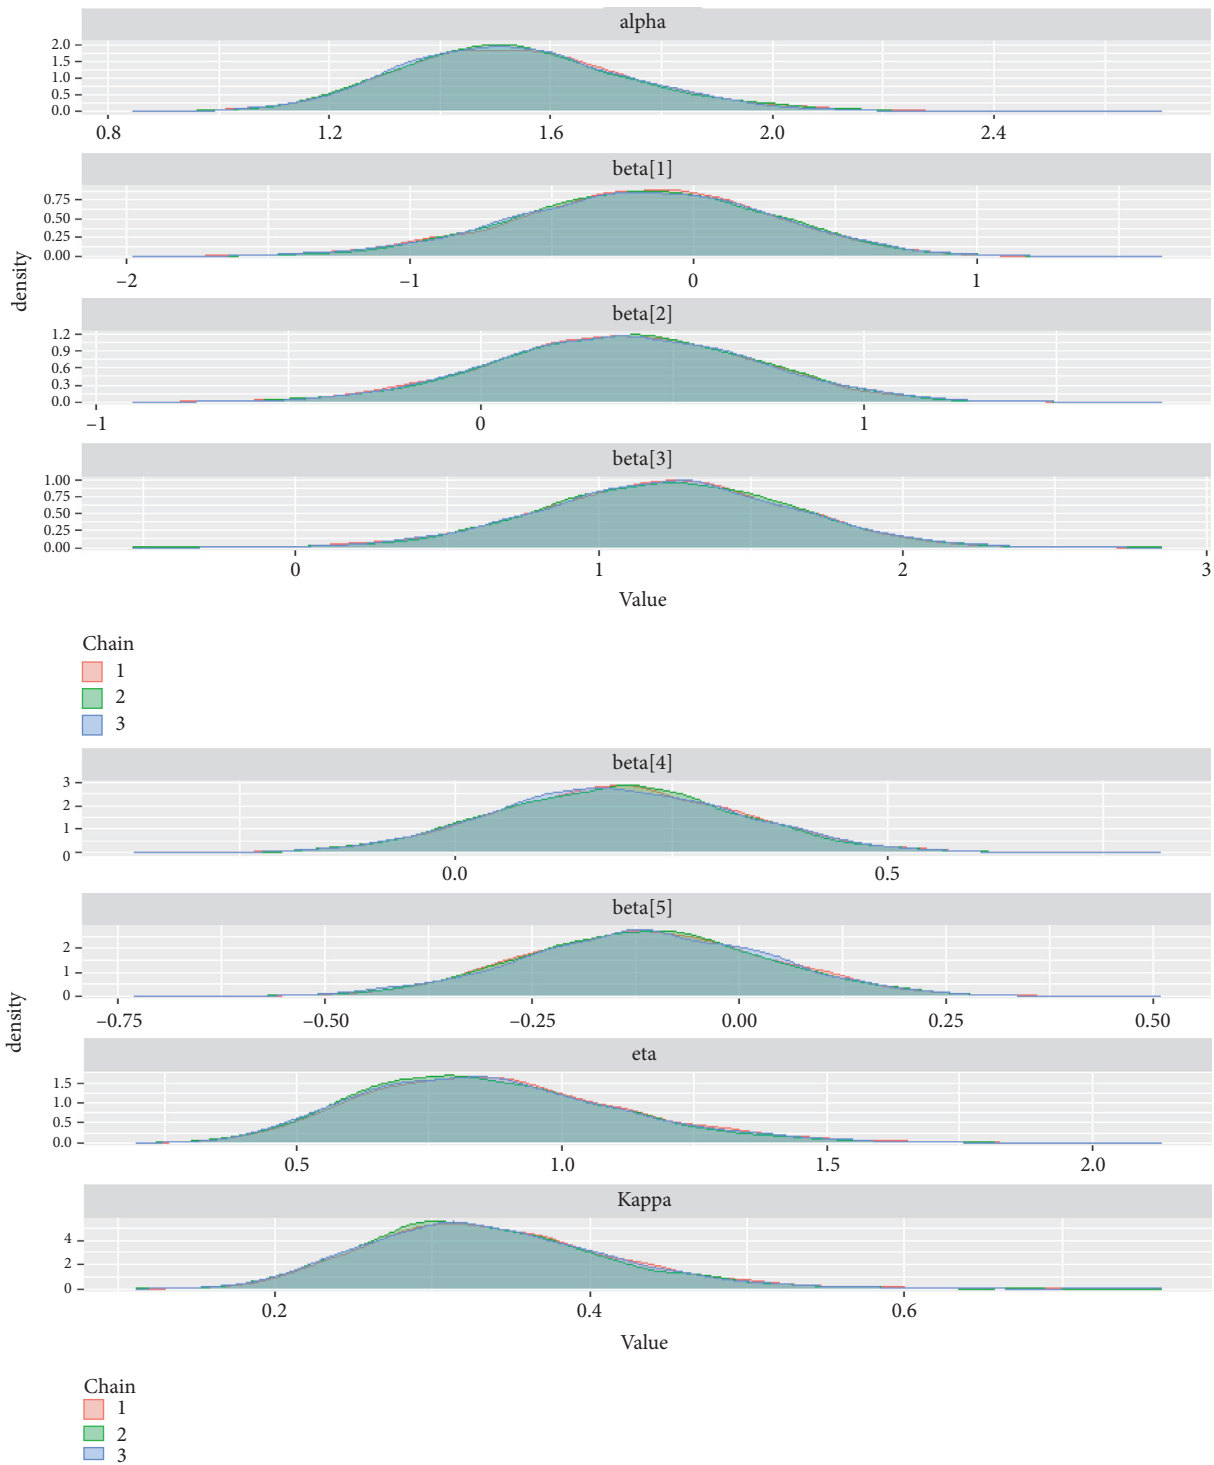 alpha
2.0
1.5
1.0
0.5
0.0
0.8 1.2 1.6 2.0 2.4
beta[1]
0.75
0.50
0.25
0.00
–2 –1 0 1
beta[2]
1.2
0.9
0.6
0.3
0.0
–1 0 1
beta[3]
1.00
0.75
0.50
0.25
0.00
0 1 2 3
Value
density
Chain
1
2
3
beta[4]
3
2
1
0
0.0 0.5
beta[5]
2
1
0
–0.75 –0.50 –0.25 0.00 0.25 0.50
eta
1.5
1.0
0.5
0.0
0.5 1.0 1.5 2.0
Kappa
4
2
0
0.2 0.4 0.6
Value
density
Chain
1
2
3